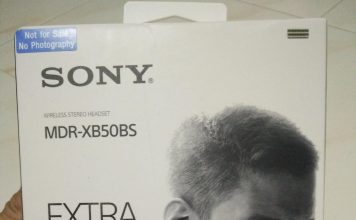 Not for Sale
No Photography
SONY®
WIRELESS STEREO HEADSET
MDR-XB50BS
EXTRA